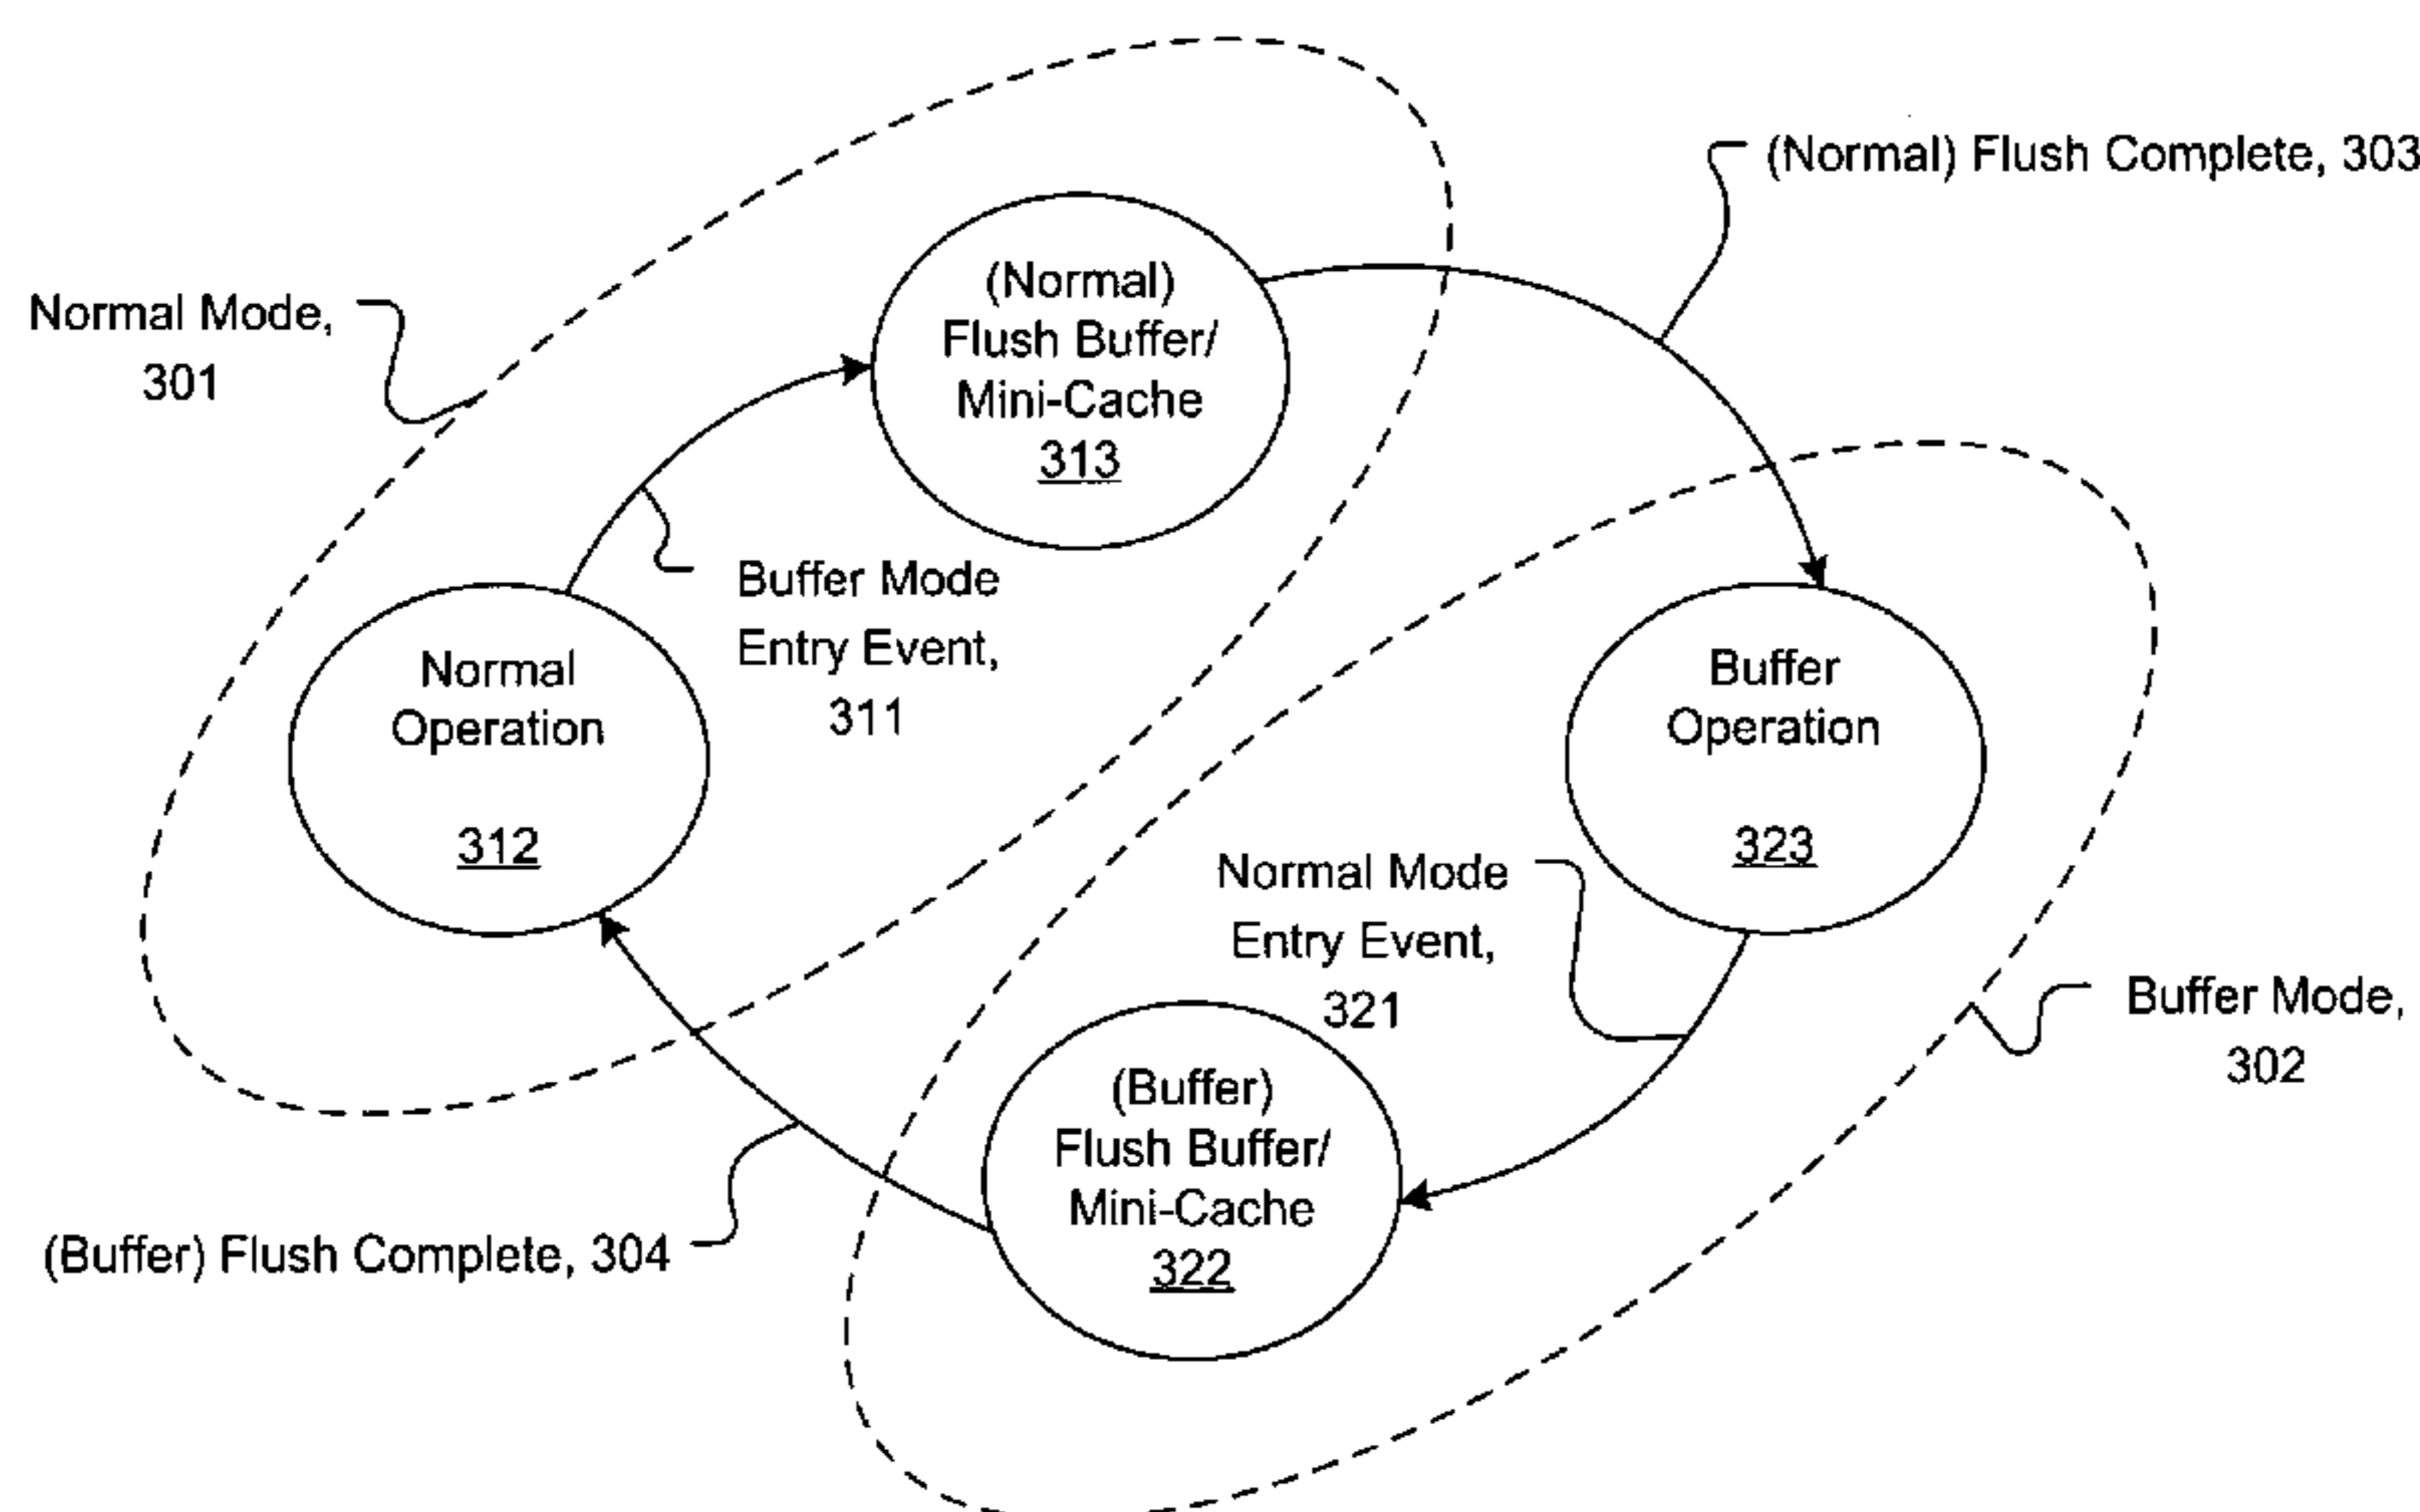 (Normal) Flush Complete, 303
Normal Mode,
301
(Normal)
Flush Buffer/
Mini-Cache
313
Buffer Mode
Entry Event,
311
Normal
Operation
312
Buffer
Operation
323
Normal Mode
Entry Event,
321
Buffer Mode,
302
(Buffer)
Flush Buffer/
Mini-Cache
322
(Buffer) Flush Complete, 304